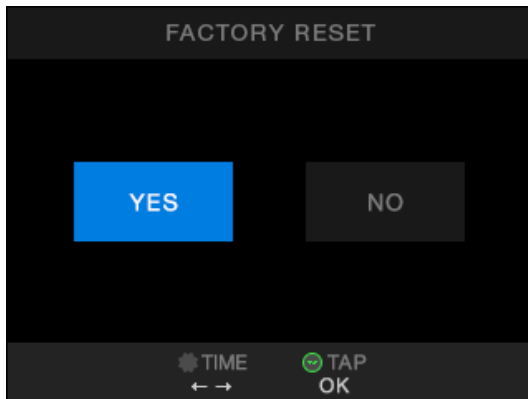 FACTORY RESET
YES NO
TIME TAP
←→ OK